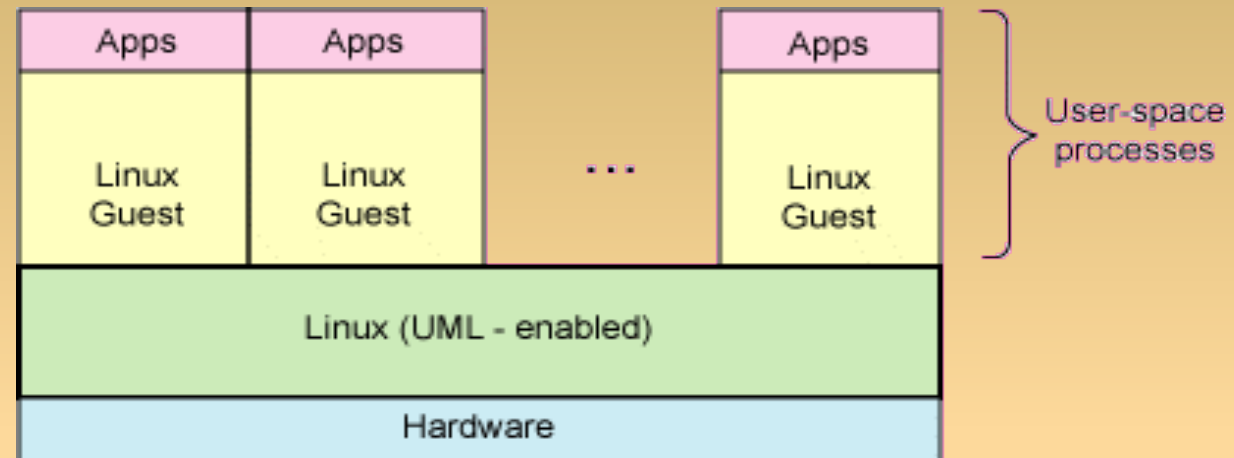 Apps
Apps
Apps
Linux
Guest
Linux
Guest
...
Linux
Guest
User-space
processes
Linux (UML - enabled)
Hardware